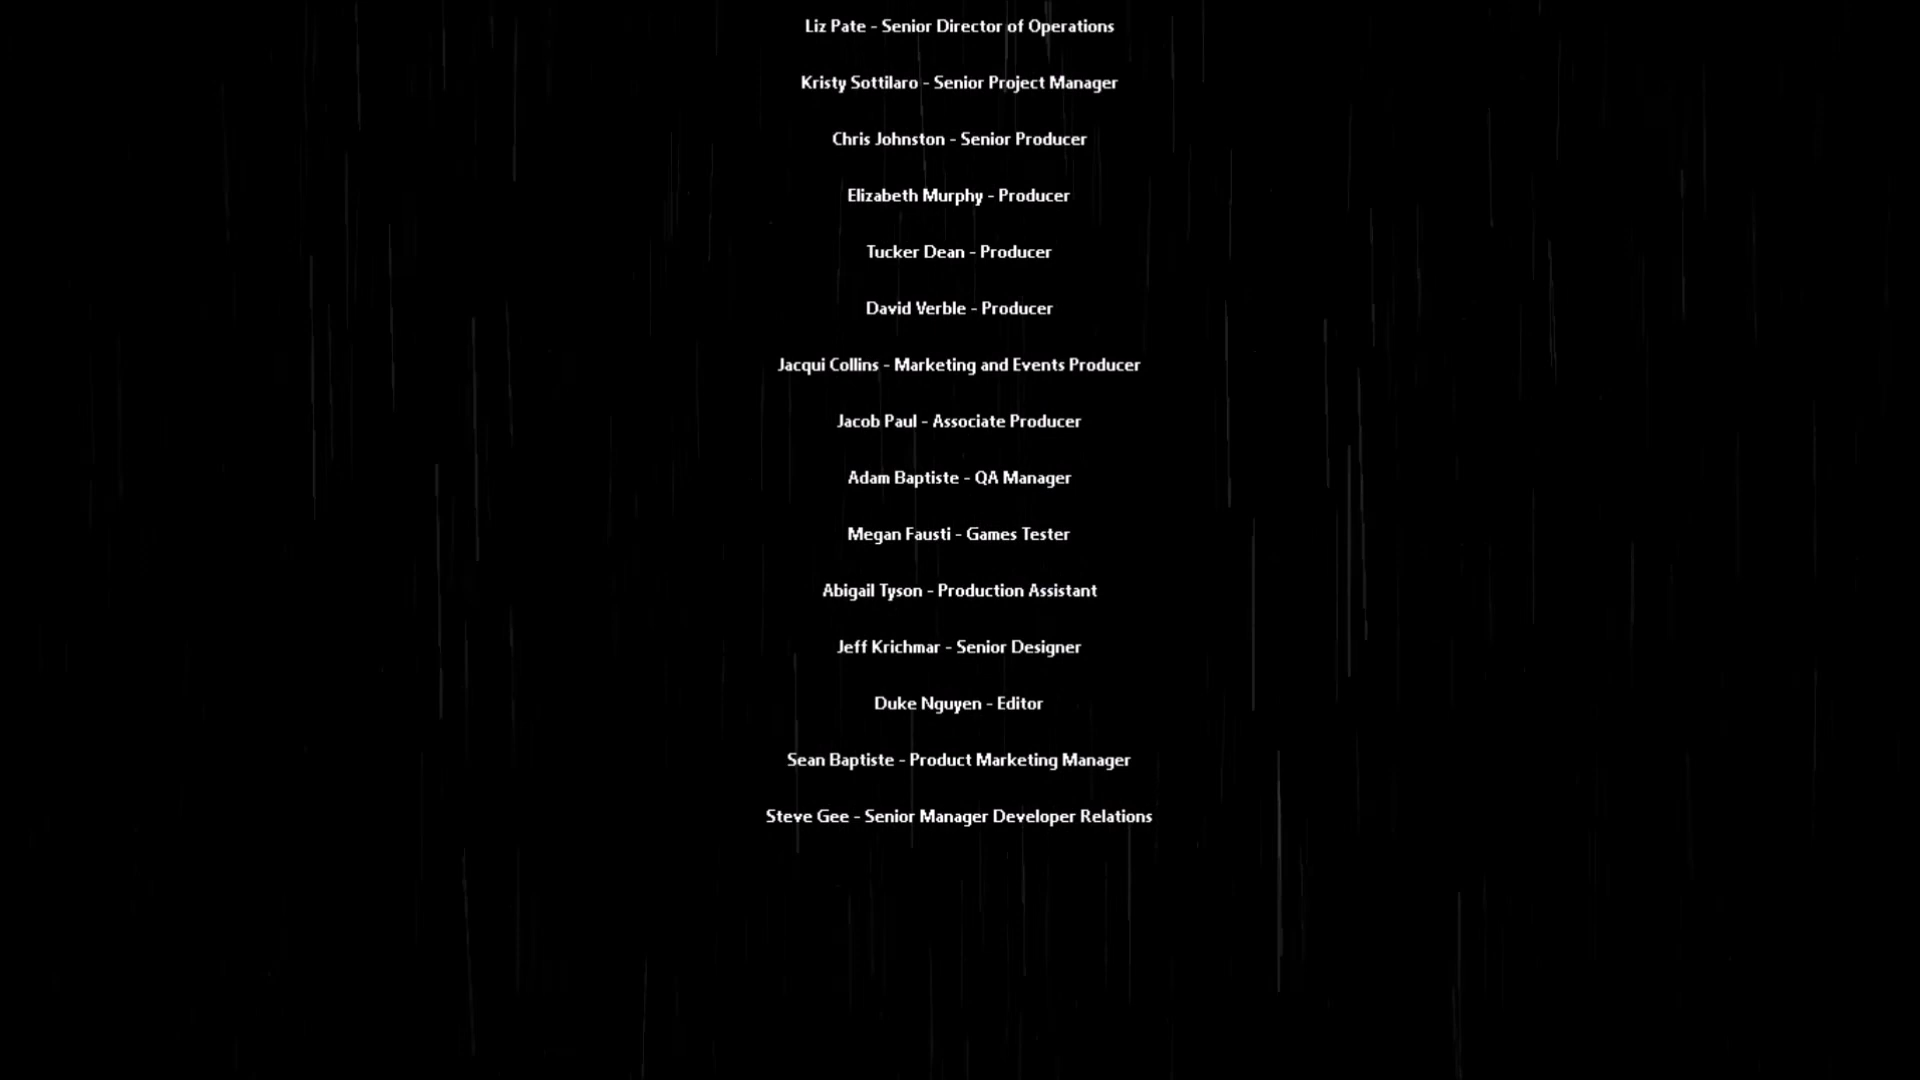 Liz Pate - Senior Director of Operations
Kristy Sottilaro - Senior Project Manager
Chris Johnston - Senior Producer
Elizabeth Murphy - Producer
Tucker Dean - Producer
David Verble - Producer
Jacqui Collins - Marketing and Events Producer
Jacob Paul - Associate Producer
Adam Baptiste - QA Manager
Megan Fausti - Games Tester
Abigail Tyson - Production Assistant
Jeff Krichmar - Senior Designer
Duke Nguyen - Editor
Sean Baptiste - Product Marketing Manager
Steve Gee - Senior Manager Developer Relations